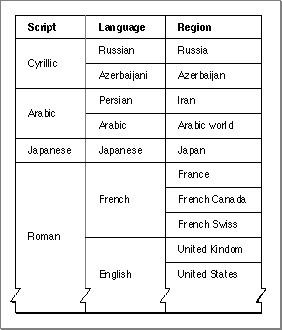 Script Language Region
Cyrillic
Russian Russia
Azerbaijani Azerbaijan
Arabic
Persian Iran
Arabic Arabic world
Japanese Japanese Japan
Roman
French
France
French Canada
French Swiss
English
United Kindom
United States